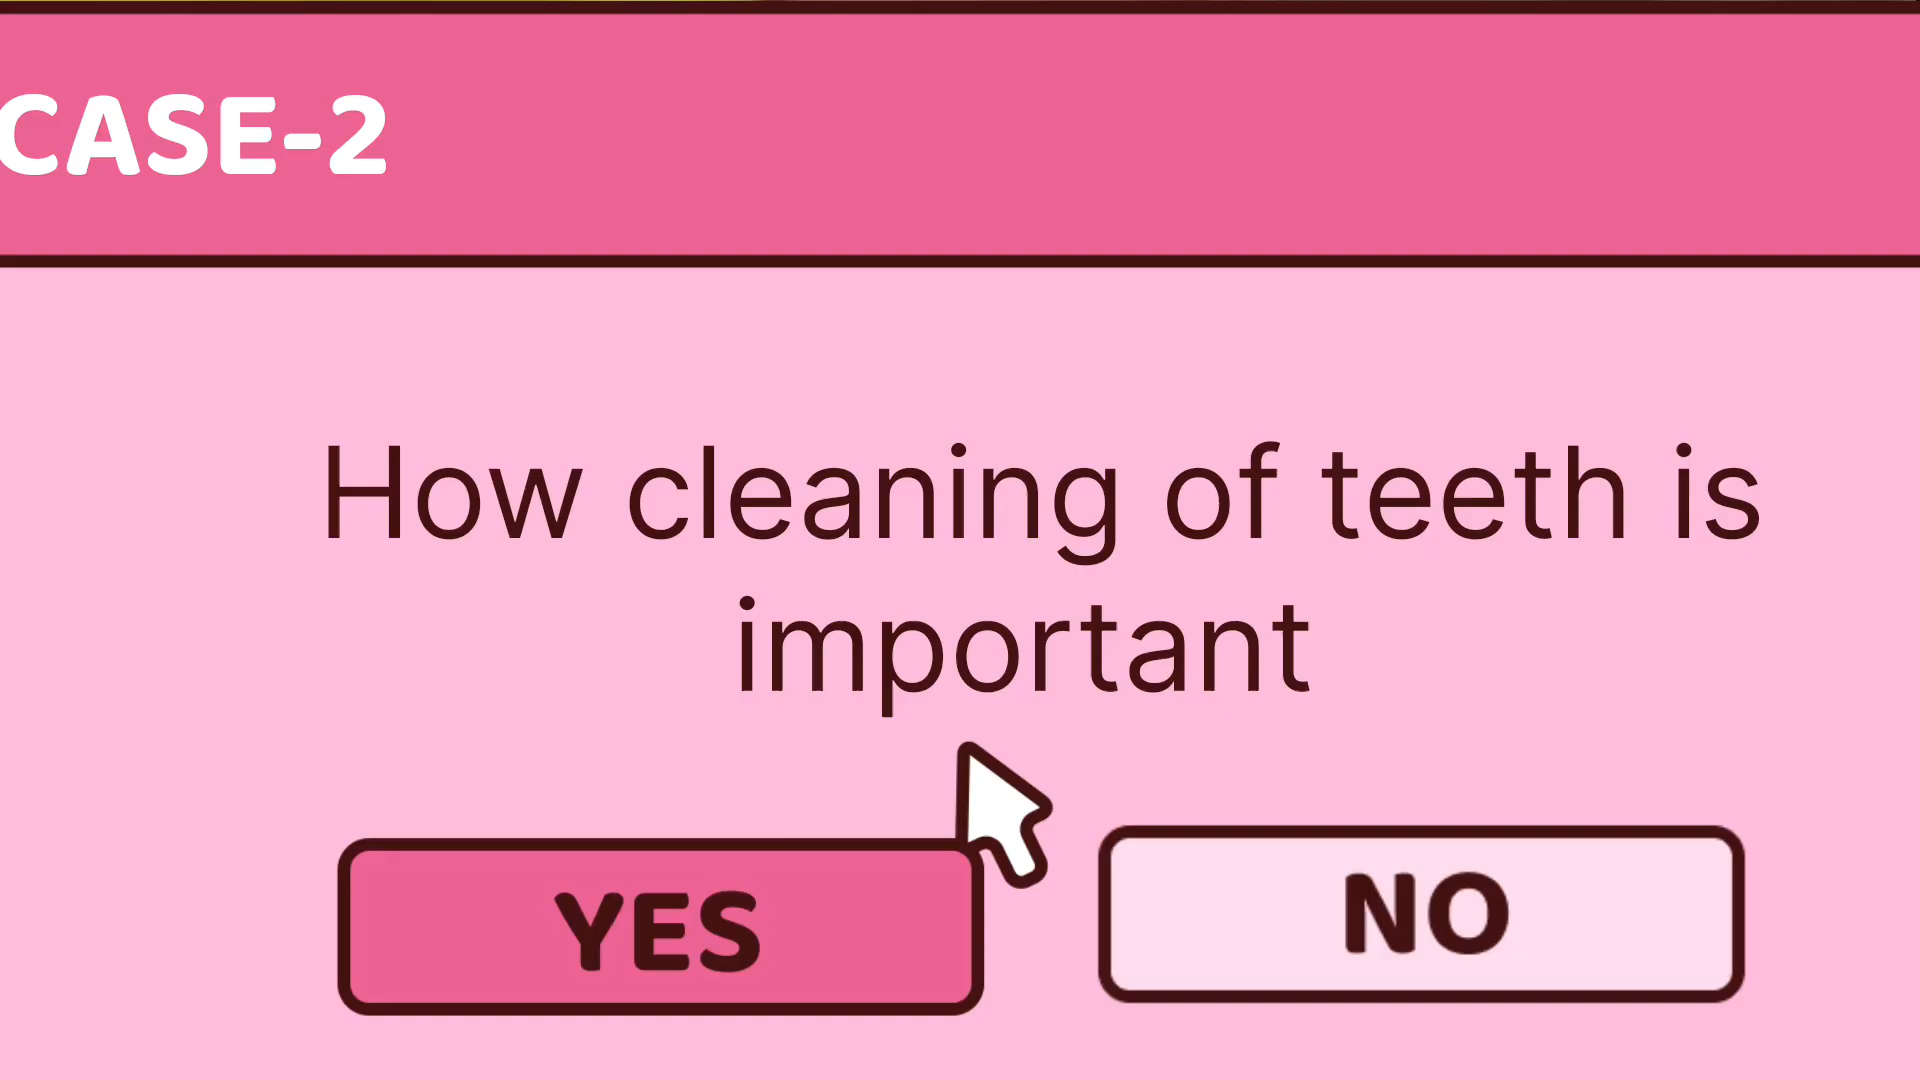 CASE-2
How cleaning of teeth is
important
YES
NO